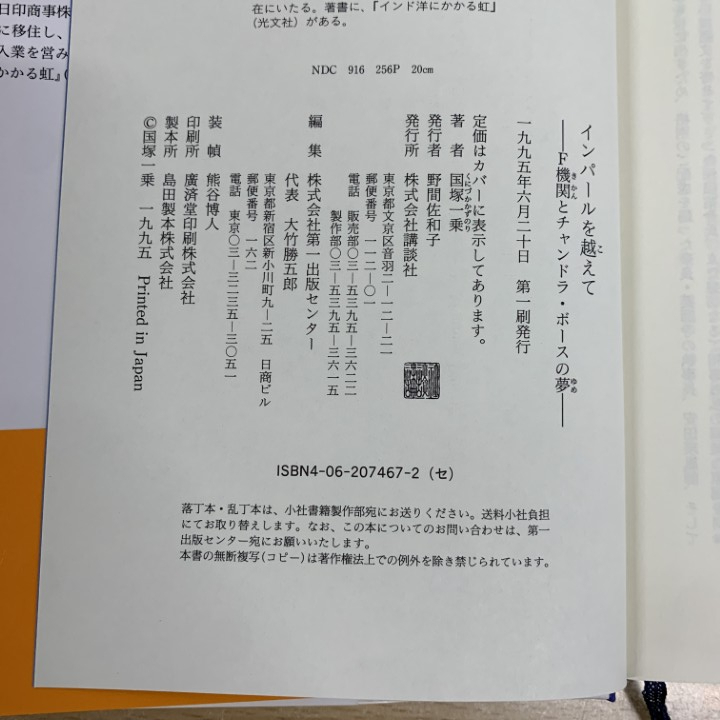 日印商事株
に移住し、
入業を営み
かかる虹』(
在にいたる。著書に、『インド洋にかかる虹』
(光文社)がある。
NDC 916 256P 20cm
インパールを越えて
こ
――F機関とチャンドラ・ボースの夢――
きかん
ゆめ
一九九五年六月二十日 第一刷発行
定価はカバーに表示してあります。
著者 国塚一乗
くにづかかずのり
発行者 野間佐和子
発行所 株式会社講談社
東京都文京区音羽二―一二―二一
郵便番号 一一二―〇一
電話 販売部〇三―五三九五―三六二四
製作部〇三―五三九五―三六一五
編集 株式会社第一出版センター
代表 大竹勝五郎
東京都新宿区新小川町九―二五 日商ビル
郵便番号 一六二
電話 東京〇三―三二三五―三〇五一
装幀 熊谷博人
印刷所 廣済堂印刷株式会社
製本所 島田製本株式会社
©国塚一乗 一九九五 Printed in Japan
ISBN4-06-207467-2 (セ)
落丁本・乱丁本は、小社書籍製作部宛にお送りください。送料小社負担
にてお取り替えします。なお、この本についてのお問い合わせは、第一
出版センター宛にお願いいたします。
本書の無断複写(コピー)は著作権法上での例外を除き禁じられています。